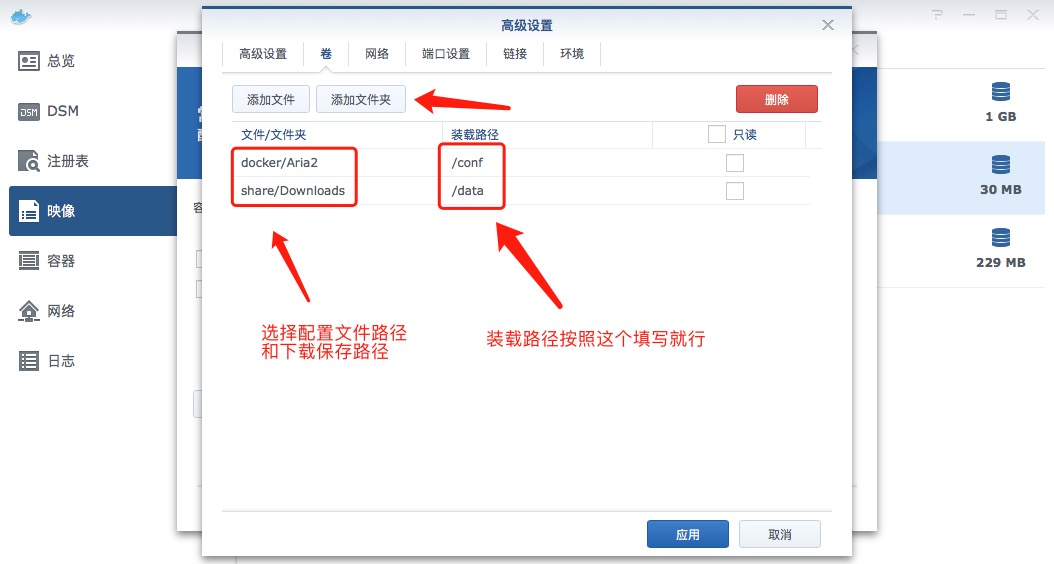 高级设置
高级设置 卷 网络 端口设置 链接 环境
添加文件 添加文件夹 删除
文件/文件夹 装载路径 只读
docker/Aria2 /conf
share/Downloads /data
选择配置文件路径
和下载保存路径
装载路径按照这个填写就行
应用 取消
总览
DSM
注册表
映像
容器
网络
日志
1 GB
30 MB
229 MB